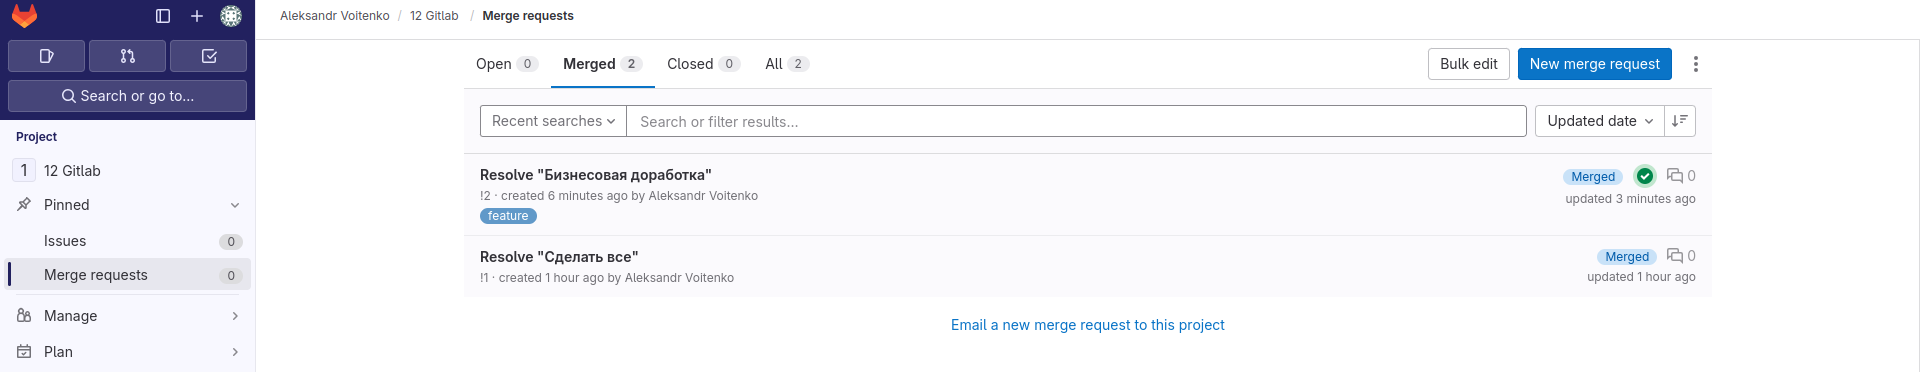 Aleksandr Voitenko / 12 Gitlab / Merge requests
Search or go to...
Project
1 12 Gitlab
Pinned
Issues 0
Merge requests 0
Manage
Plan
Open 0 Merged 2 Closed 0 All 2 Bulk edit New merge request
Recent searches Search or filter results... Updated date
Resolve "Бизнесовая доработка" Merged 0
!2 · created 6 minutes ago by Aleksandr Voitenko updated 3 minutes ago
feature
Resolve "Сделать все" Merged 0
!1 · created 1 hour ago by Aleksandr Voitenko updated 1 hour ago
Email a new merge request to this project